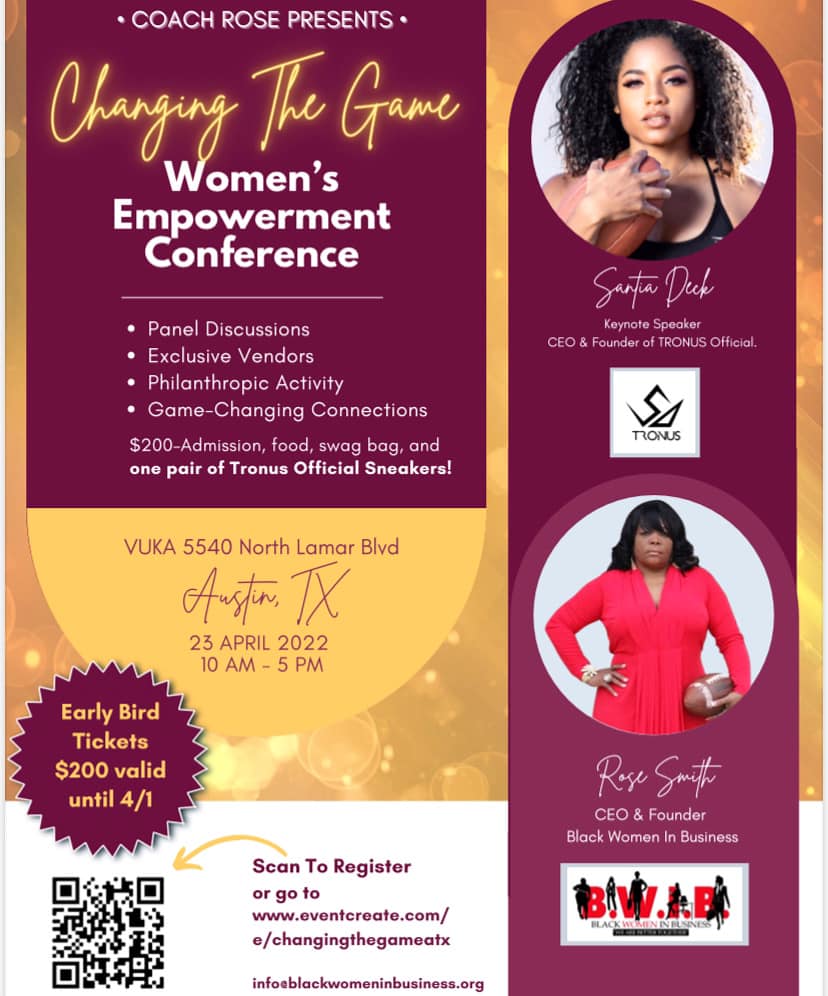 • COACH ROSE PRESENTS •
Changing The Game
Women's
Empowerment
Conference
• Panel Discussions
• Exclusive Vendors
• Philanthropic Activity
• Game-Changing Connections
$200-Admission, food, swag bag, and
one pair of Tronus Official Sneakers!
VUKA 5540 North Lamar Blvd
Austin, TX
23 APRIL 2022
10 AM - 5 PM
Early Bird
Tickets
$200 valid
until 4/1
Scan To Register
or go to
www.eventcreate.com/
e/changingthegameatx
info@blackwomeninbusiness.org
Santia Deck
Keynote Speaker
CEO & Founder of TRONUS Official.
TRONUS
Rose Smith
CEO & Founder
Black Women In Business
B.W.I.B.
BLACK WOMEN IN BUSINESS
WE ARE BETTER TOGETHER